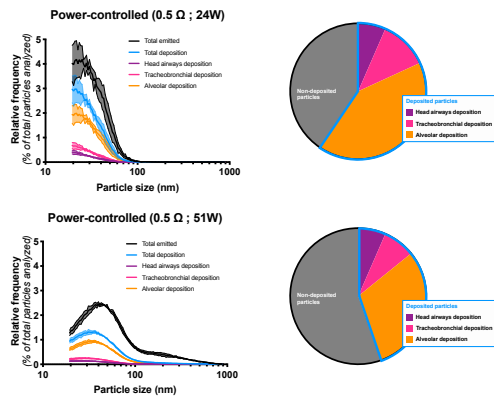 Power-controlled (0.5 Ω ; 24W)
Relative frequency
(% of total particles analyzed)
5
4
3
2
1
0
10
100
1000
Particle size (nm)
Total emitted
Total deposition
Head airways deposition
Tracheobronchial deposition
Alveolar deposition
Non-deposited
particles
Deposited particles
Head airways deposition
Tracheobronchial deposition
Alveolar deposition
Power-controlled (0.5 Ω ; 51W)
Relative frequency
(% of total particles analyzed)
5
4
3
2
1
0
10
100
1000
Particle size (nm)
Total emitted
Total deposition
Head airways deposition
Tracheobronchial deposition
Alveolar deposition
Non-deposited
particles
Deposited particles
Head airways deposition
Tracheobronchial deposition
Alveolar deposition